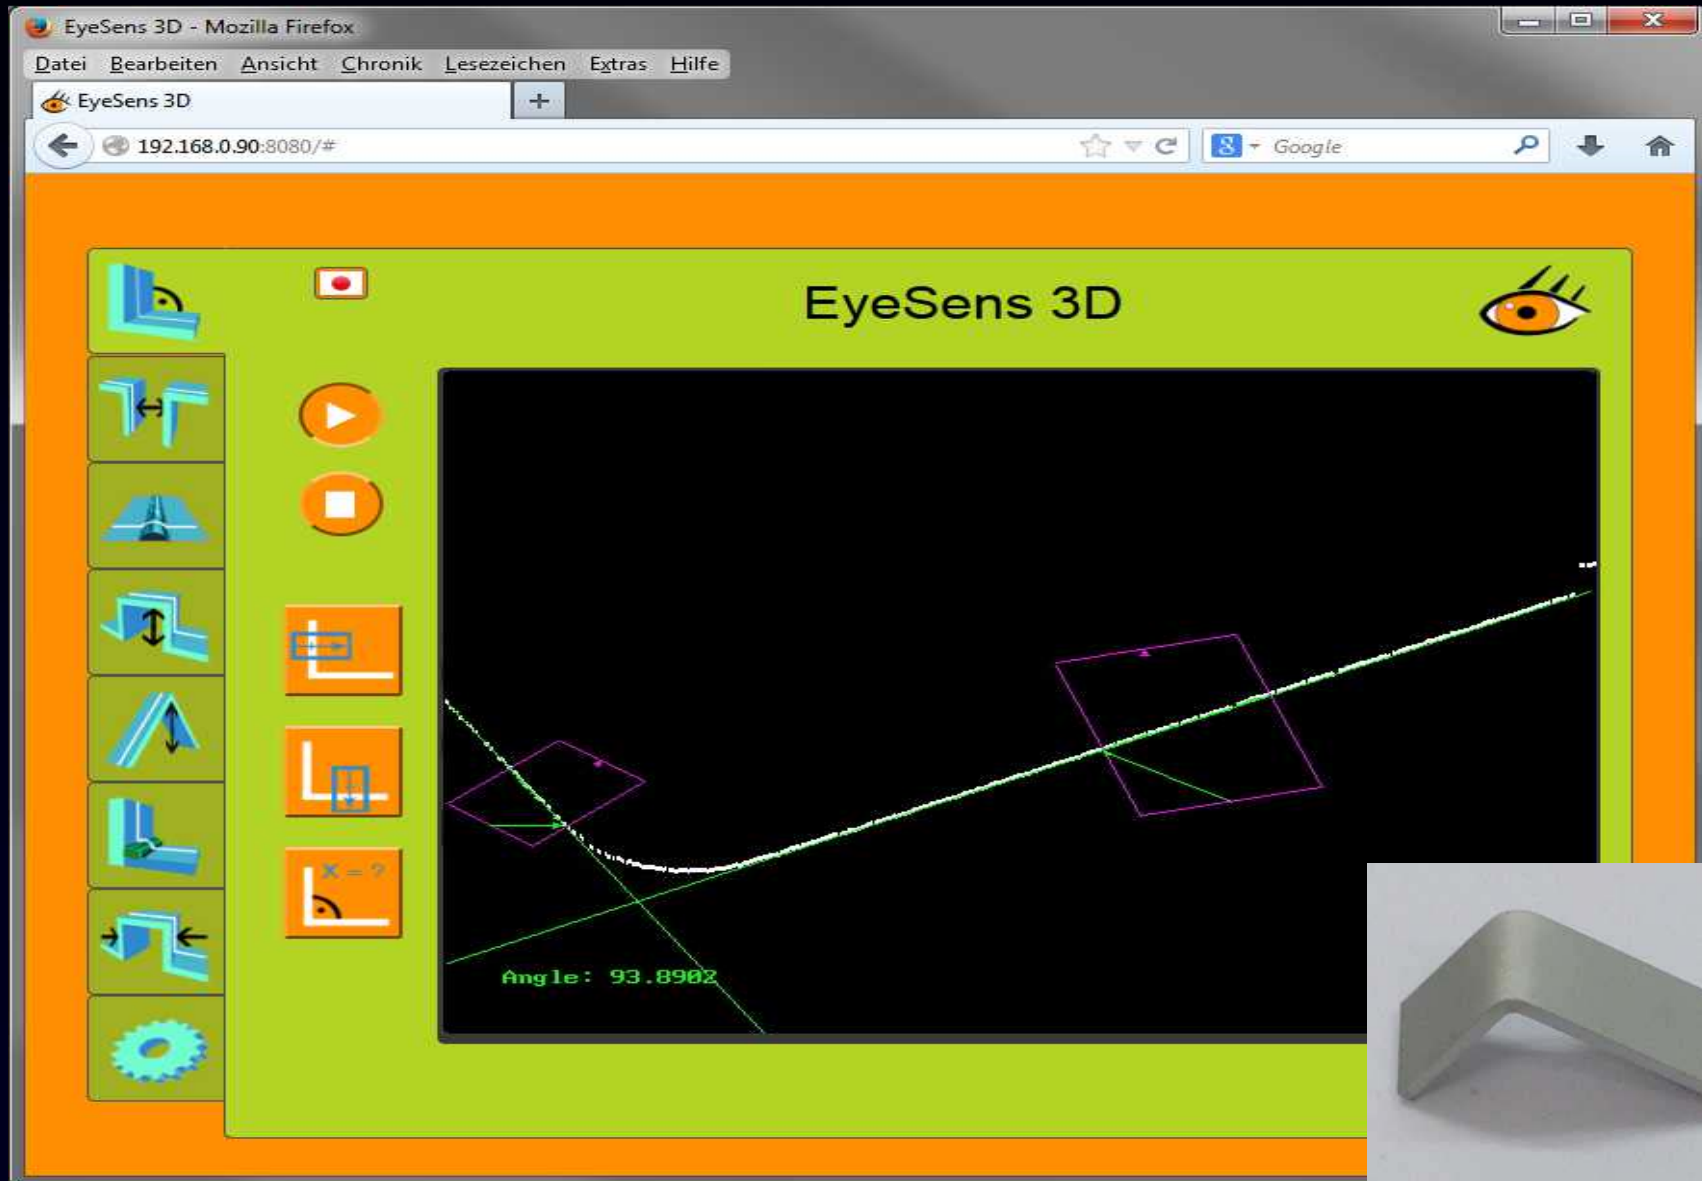 EyeSens 3D - Mozilla Firefox
Datei Bearbeiten Ansicht Chronik Lesezeichen Extras Hilfe
EyeSens 3D
192.168.0.90:8080/#
Google
EyeSens 3D
X = ?
Angle: 93.8902